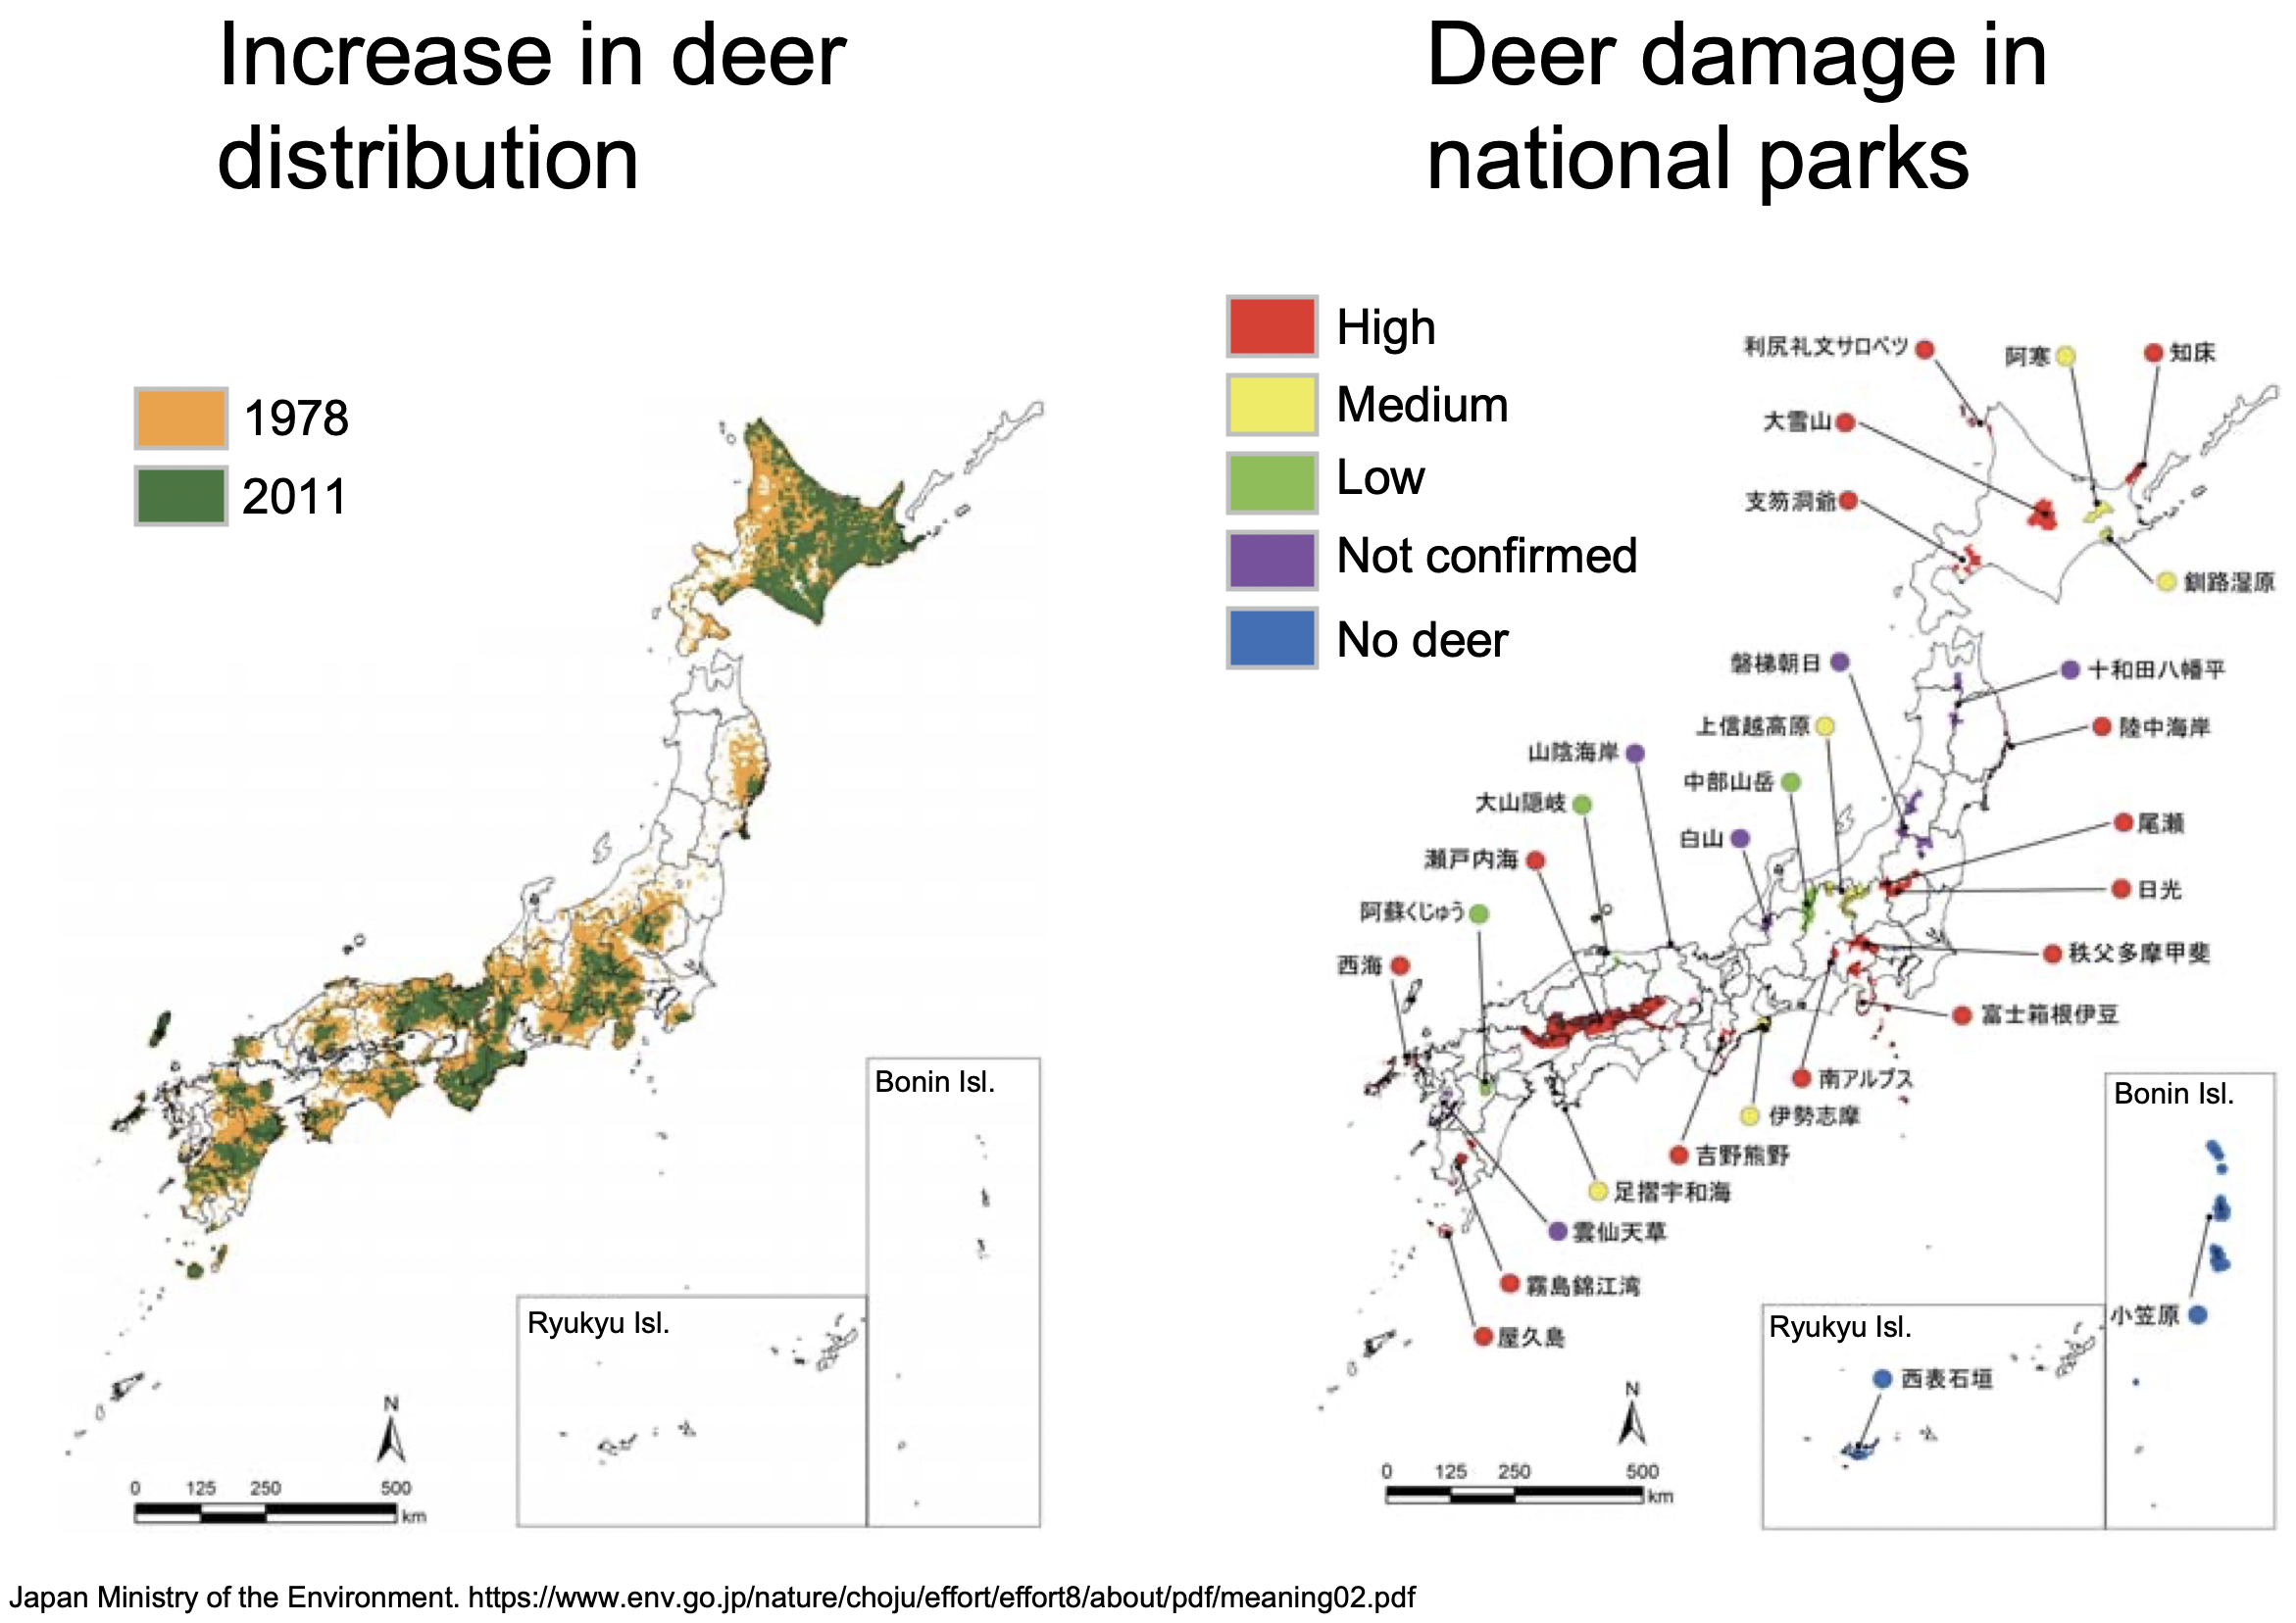 Increase in deer
distribution
1978
2011
Bonin Isl.
Ryukyu Isl.
N
0 125 250 500
km
Deer damage in
national parks
High
Medium
Low
Not confirmed
No deer
利尻礼文サロベツ
阿寒
知床
大雪山
支笏洞爺
釧路湿原
磐梯朝日
十和田八幡平
上信越高原
陸中海岸
山陰海岸
中部山岳
大山隠岐
尾瀬
白山
瀬戸内海
日光
阿蘇くじゅう
秩父多摩甲斐
西海
富士箱根伊豆
南アルプス
伊勢志摩
吉野熊野
足摺宇和海
雲仙天草
霧島錦江湾
屋久島
Bonin Isl.
小笠原
Ryukyu Isl.
西表石垣
N
0 125 250 500
km
Japan Ministry of the Environment. https://www.env.go.jp/nature/choju/effort/effort8/about/pdf/meaning02.pdf